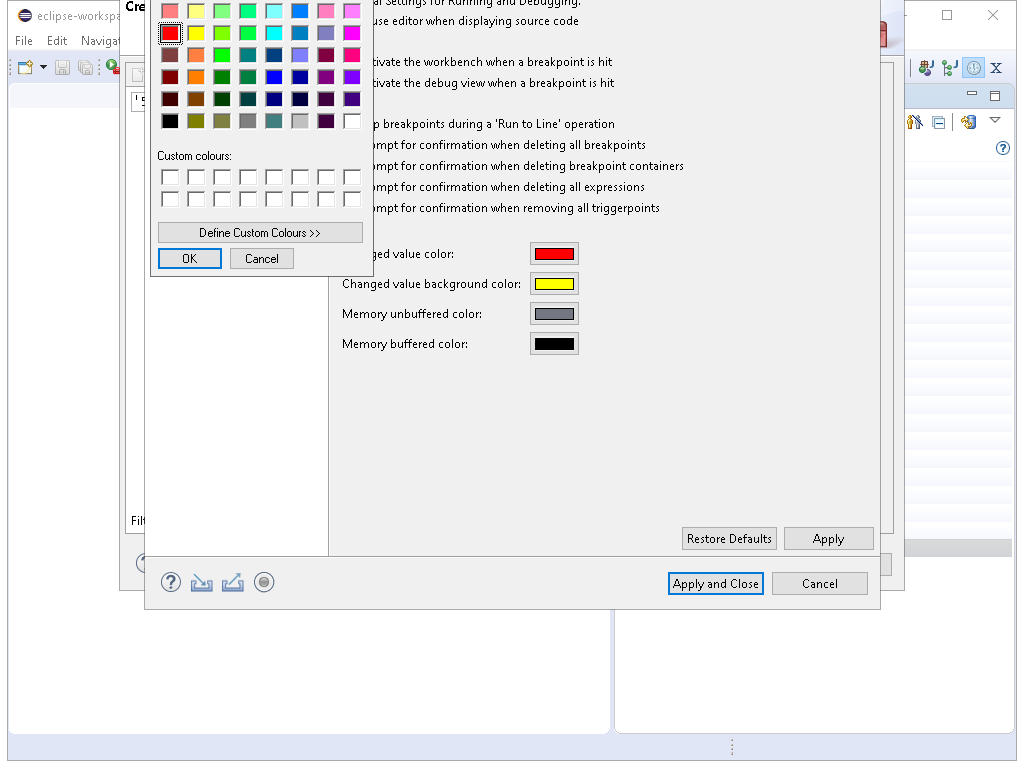 eclipse-workspa
Cre
File Edit Navigat
X
al Settings for Running and Debugging.
use editor when displaying source code
tivate the workbench when a breakpoint is hit
tivate the debug view when a breakpoint is hit
p breakpoints during a 'Run to Line' operation
ompt for confirmation when deleting all breakpoints
ompt for confirmation when deleting breakpoint containers
ompt for confirmation when deleting all expressions
ompt for confirmation when removing all triggerpoints
Custom colours:
Define Custom Colours >>
OK Cancel
ged value color:
Changed value background color:
Memory unbuffered color:
Memory buffered color:
Filt
Restore Defaults Apply
Apply and Close Cancel